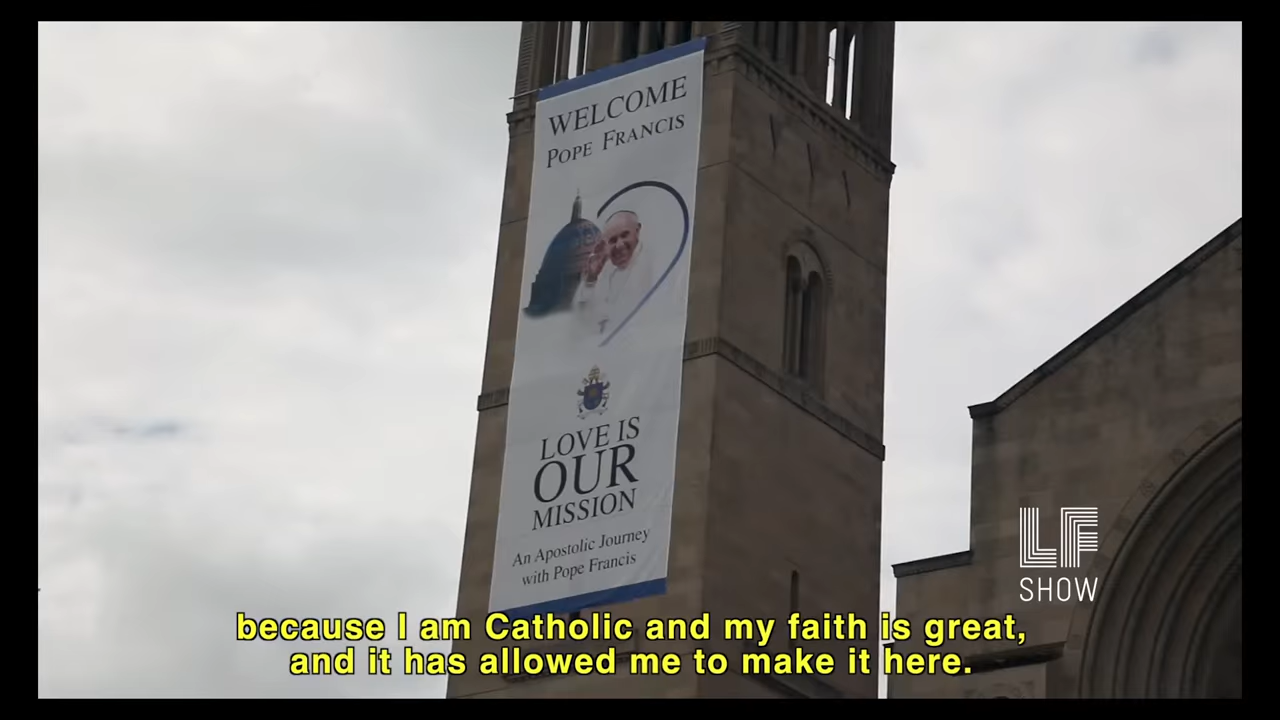 WELCOME
POPE FRANCIS
LOVE IS
OUR
MISSION
An Apostolic Journey
with Pope Francis
LF
SHOW
because I am Catholic and my faith is great,
and it has allowed me to make it here.